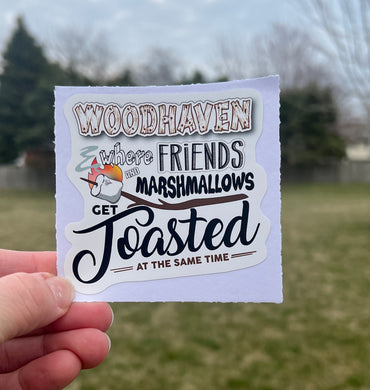 WOODHAVEN
where FRiENDS
AND MARSHMALLOWS
GET
Toasted
AT THE SAME TIME